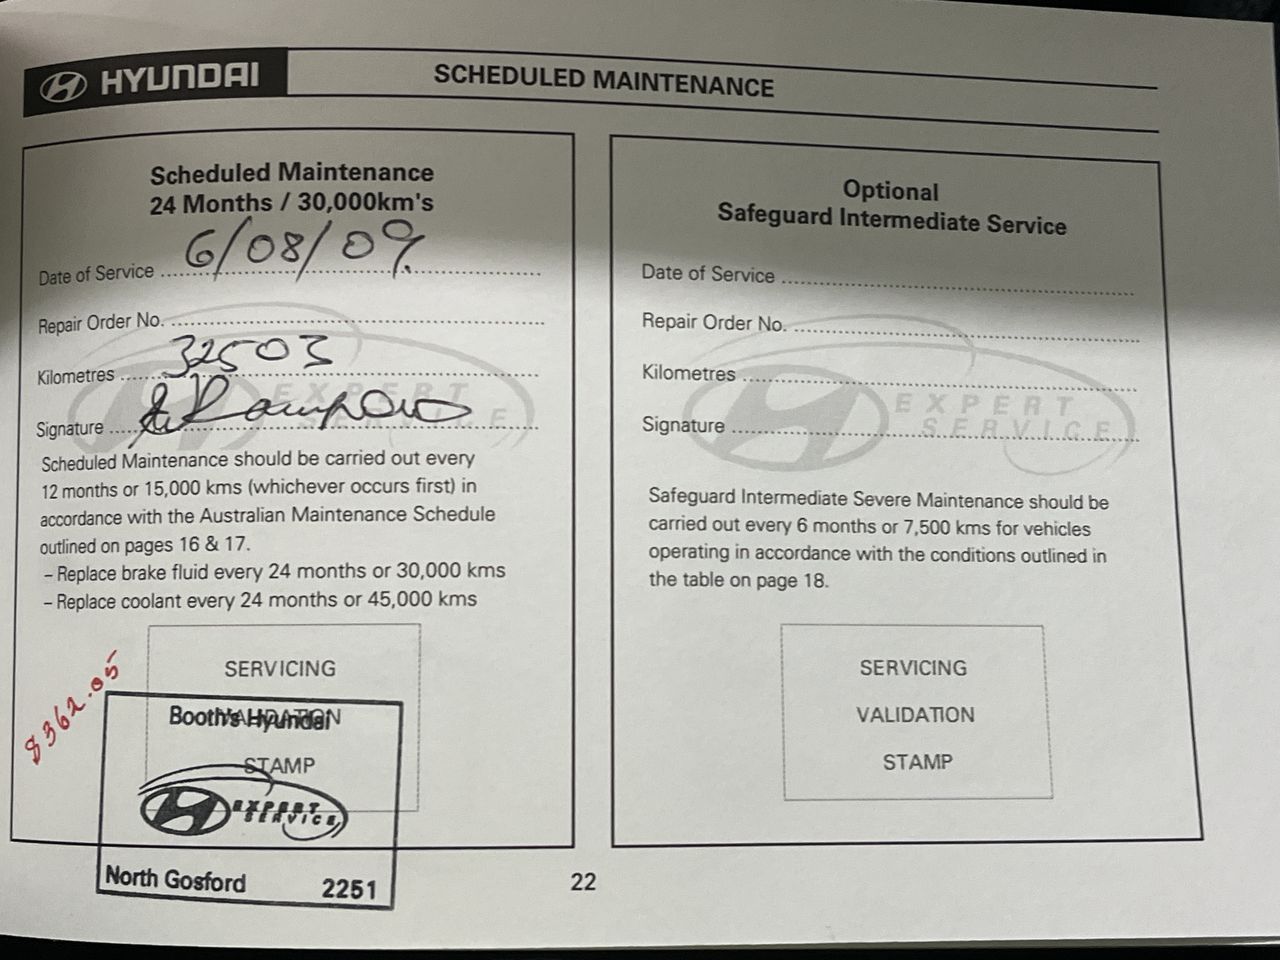 HYUNDAI
SCHEDULED MAINTENANCE
Scheduled Maintenance
24 Months / 30,000km's
Date of Service 6/08/09.
Repair Order No.
Kilometres 32503
Signature
EXPERT
SERVICE
Scheduled Maintenance should be carried out every
12 months or 15,000 kms (whichever occurs first) in
accordance with the Australian Maintenance Schedule
outlined on pages 16 & 17.
– Replace brake fluid every 24 months or 30,000 kms
– Replace coolant every 24 months or 45,000 kms
$362.05
SERVICING
VALIDATION
STAMP
Booth's Hyundai
EXPERT
SERVICE
North Gosford 2251
Optional
Safeguard Intermediate Service
Date of Service
Repair Order No.
Kilometres
Signature
EXPERT
SERVICE
Safeguard Intermediate Severe Maintenance should be
carried out every 6 months or 7,500 kms for vehicles
operating in accordance with the conditions outlined in
the table on page 18.
SERVICING
VALIDATION
STAMP
22